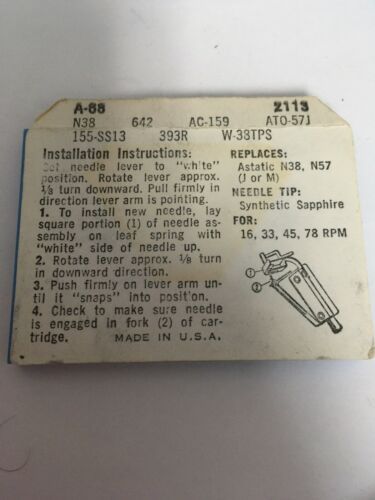 A-68 2113
N38 642 AC-159 ATO-57J
155-SS13 393R W-38TPS
Installation Instructions:
Set needle lever to "white"
position. Rotate lever approx.
⅛ turn downward. Pull firmly in
direction lever arm is pointing.
1. To install new needle, lay
square portion (1) of needle as-
sembly on leaf spring with
"white" side of needle up.
2. Rotate lever approx. ⅛ turn
in downward direction.
3. Push firmly on lever arm un-
til it "snaps" into position.
4. Check to make sure needle
is engaged in fork (2) of car-
tridge. MADE IN U.S.A.
REPLACES:
Astatic N38, N57
(J or M)
NEEDLE TIP:
Synthetic Sapphire
FOR:
16, 33, 45, 78 RPM
2
1